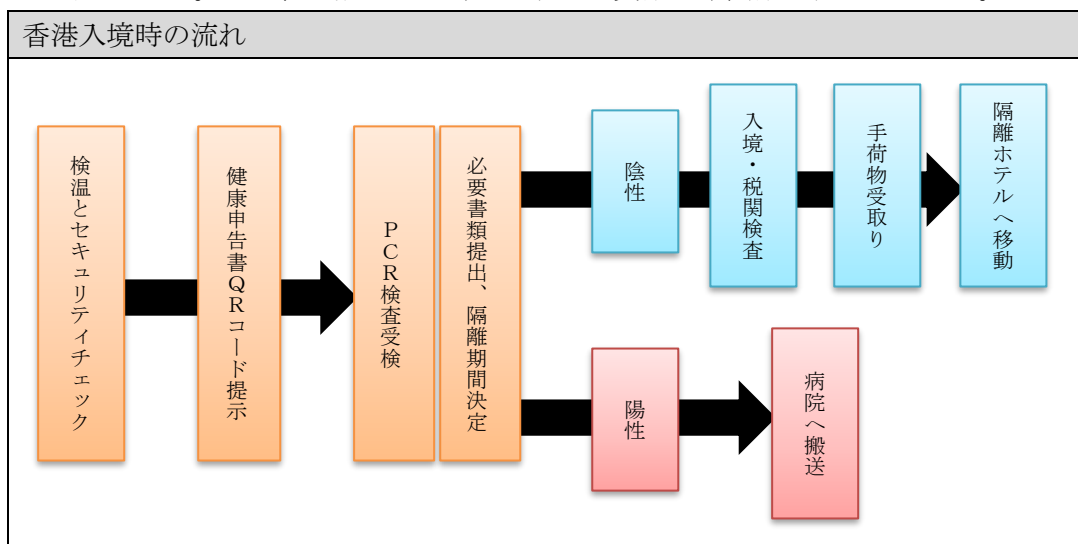 香港入境時の流れ
検温とセキュリティチェック
健康申告書QRコード提示
PCR検査受検
必要書類提出、隔離期間決定
陰性
入境・税関検査
手荷物受取り
隔離ホテルへ移動
陽性
病院へ搬送